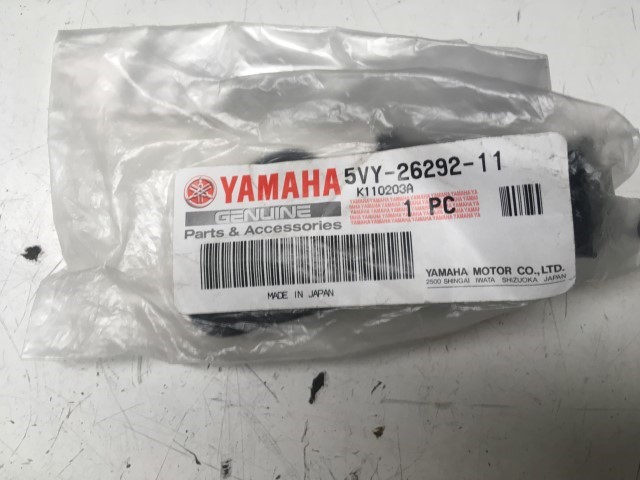 YAMAHA
GENUINE
Parts & Accessories
5VY-26292-11
K110203A
1 PC
MADE IN JAPAN
YAMAHA MOTOR CO.,LTD.
2500 SHINGAI IWATA SHIZUOKA JAPAN